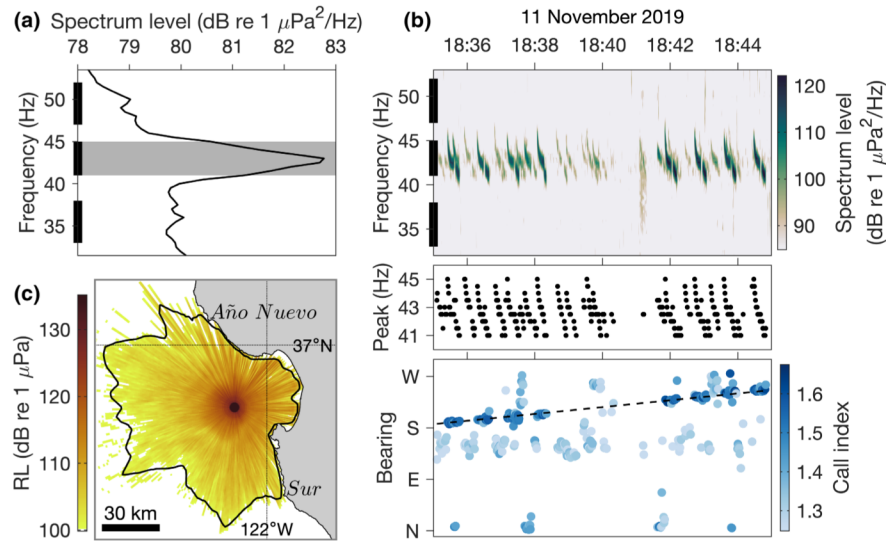 (a) Spectrum level (dB re 1 μPa²/Hz)
78 79 80 81 82 83
Frequency (Hz)
50
45
40
35
(b) 11 November 2019
18:36 18:38 18:40 18:42 18:44
Frequency (Hz)
50
45
40
35
120
110
100
90
Spectrum level
(dB re 1 μPa²/Hz)
Peak (Hz)
45
43
41
Bearing
W
S
E
N
1.6
1.5
1.4
1.3
Call index
(c)
RL (dB re 1 μPa)
130
120
110
100
Año Nuevo
37°N
Sur
122°W
30 km